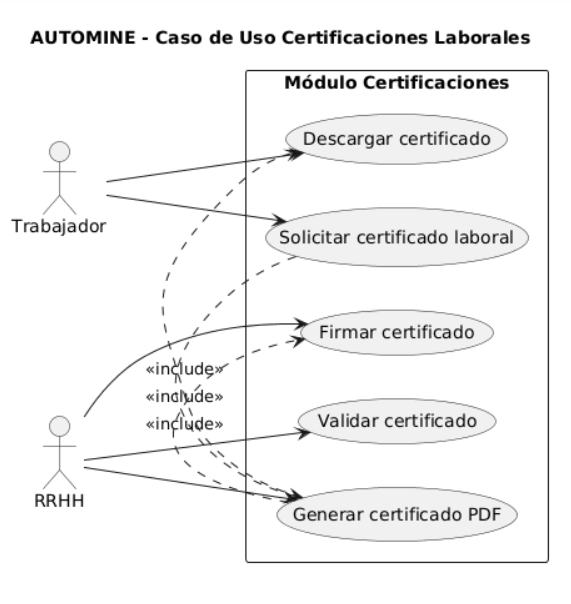 AUTOMINE - Caso de Uso Certificaciones Laborales
Módulo Certificaciones
Descargar certificado
Trabajador
Solicitar certificado laboral
Firmar certificado
«include»
«include»
«include»
Validar certificado
RRHH
Generar certificado PDF